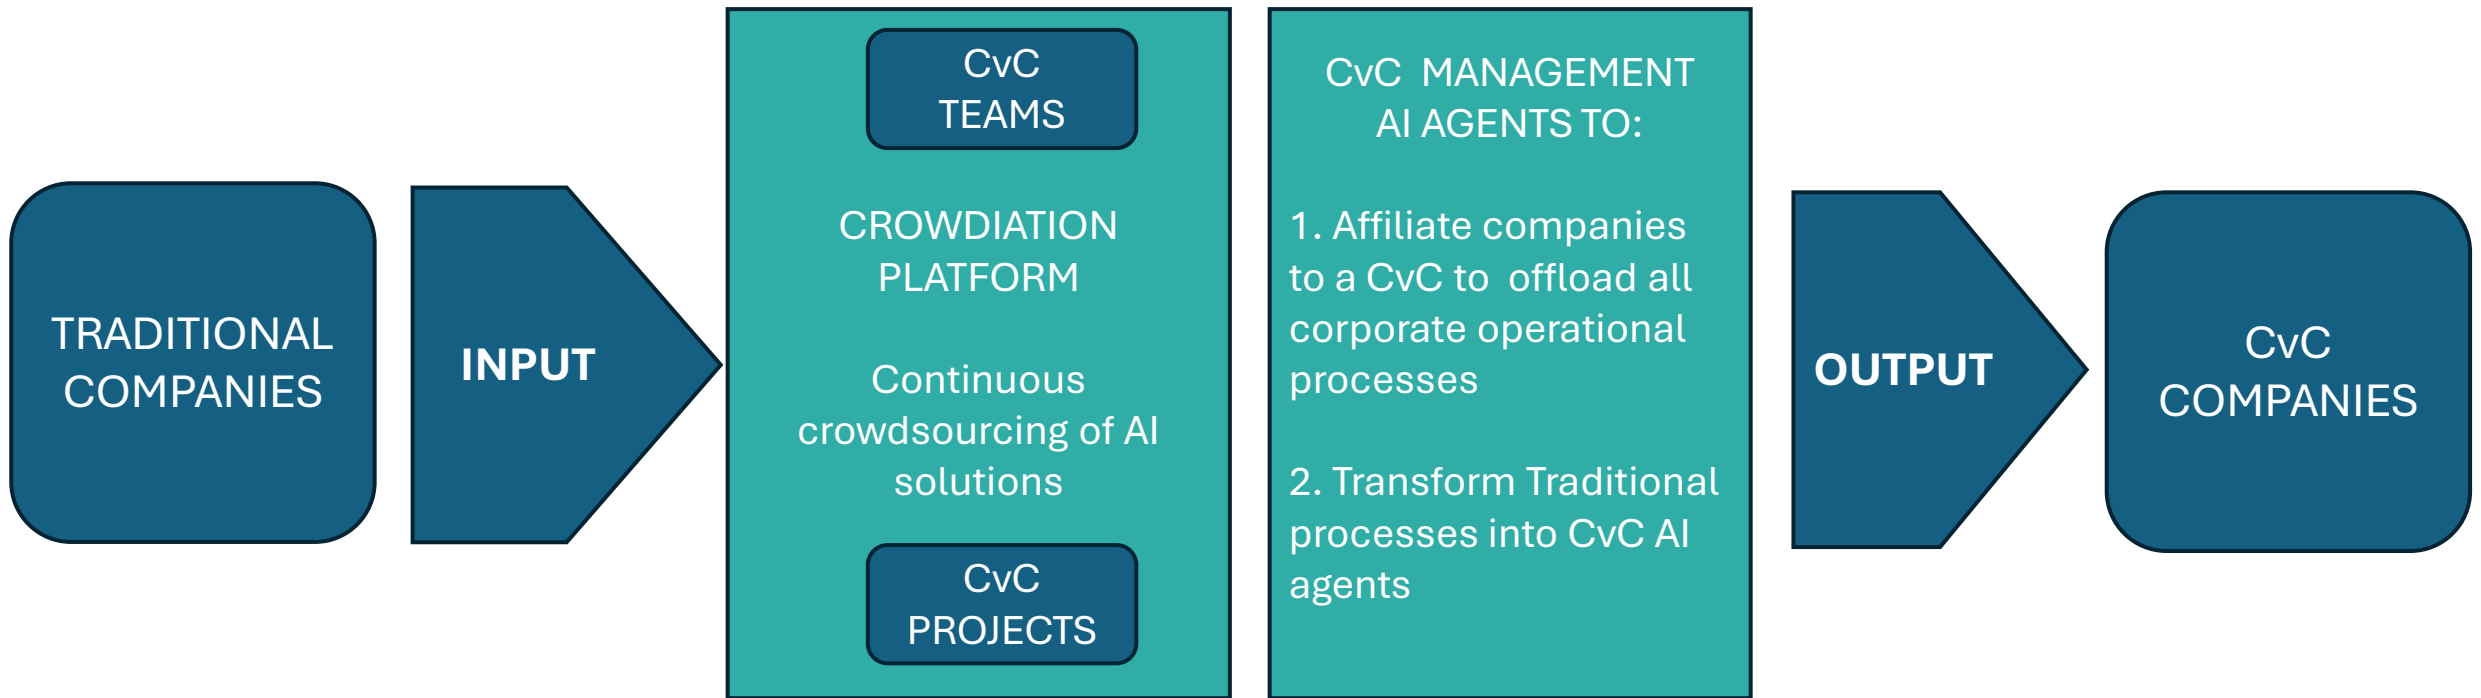 TRADITIONAL
COMPANIES
INPUT
CvC
TEAMS
CROWDIATION
PLATFORM
Continuous
crowdsourcing of AI
solutions
CvC
PROJECTS
CvC  MANAGEMENT
AI AGENTS TO:
1. Affiliate companies
to a CvC to  offload all
corporate operational
processes
2. Transform Traditional
processes into CvC AI
agents
OUTPUT
CvC
COMPANIES